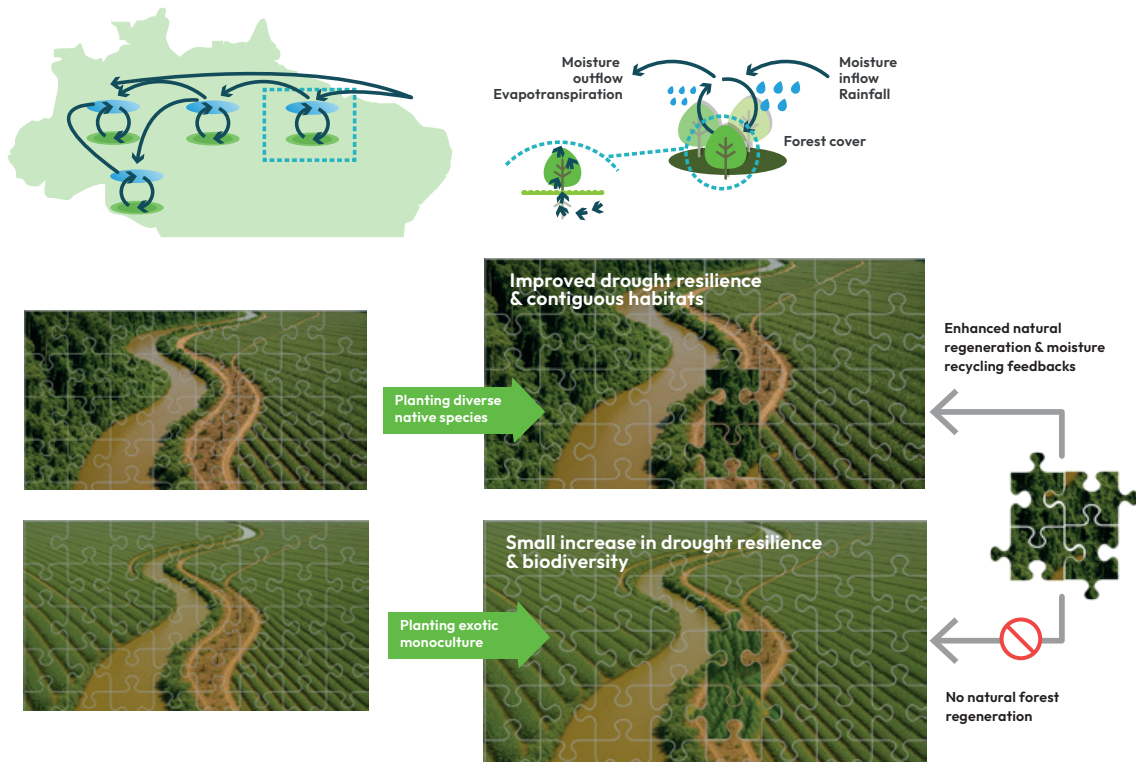 Moisture
outflow
Evapotranspiration
Moisture
inflow
Rainfall
Forest cover
Improved drought resilience
& contiguous habitats
Enhanced natural
regeneration & moisture
recycling feedbacks
Planting diverse
native species
Small increase in drought resilience
& biodiversity
Planting exotic
monoculture
No natural forest
regeneration